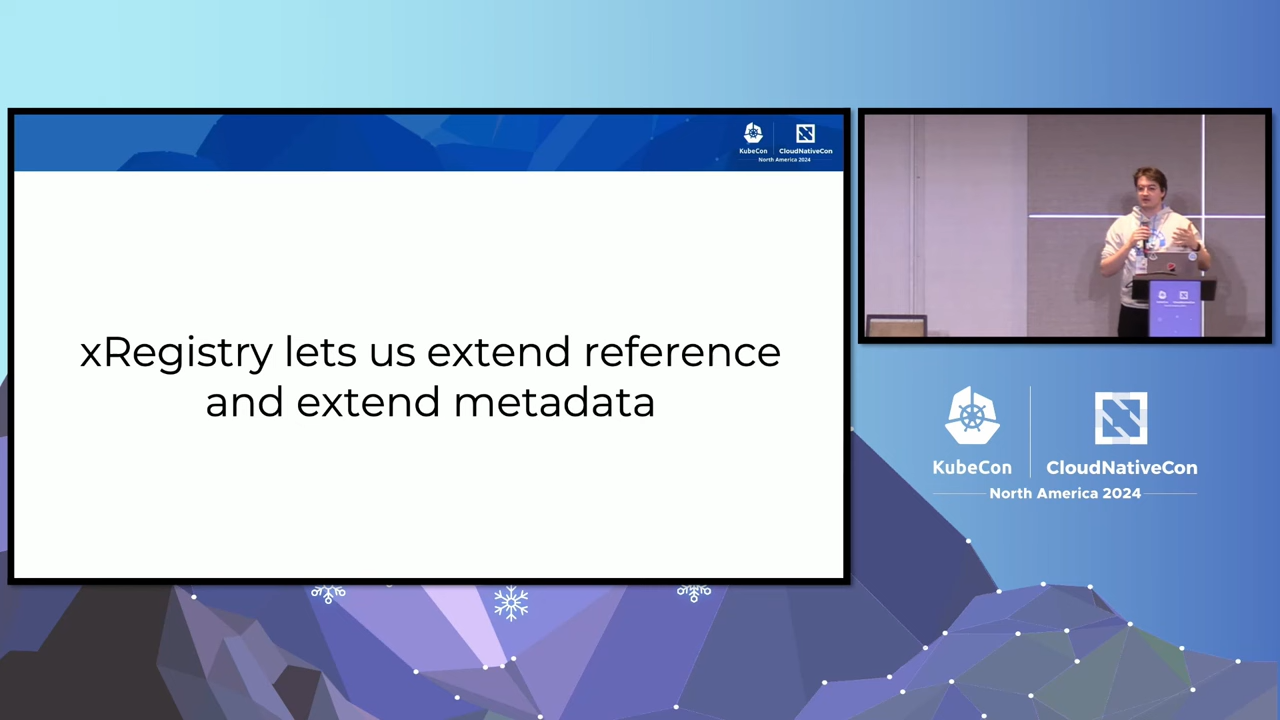 KubeCon
CloudNativeCon
North America 2024
xRegistry lets us extend reference
and extend metadata
KubeCon
CloudNativeCon
North America 2024